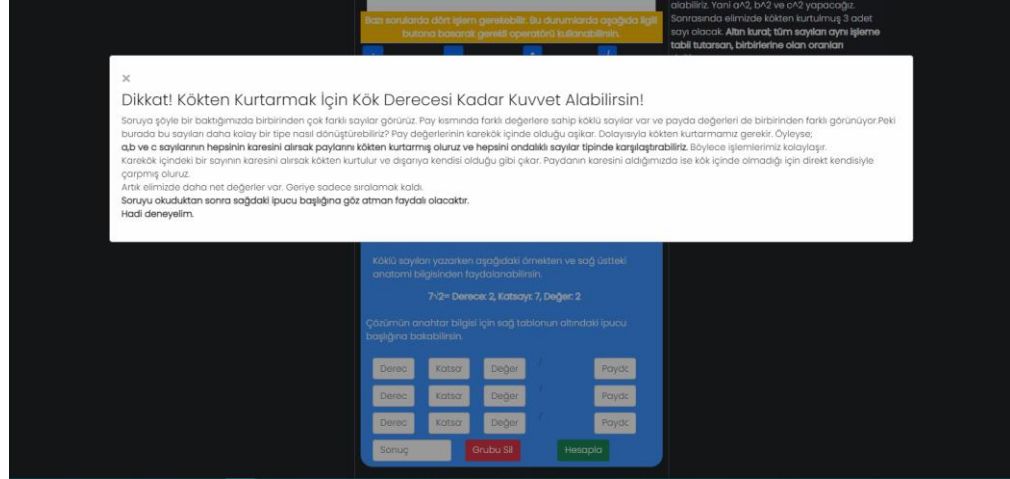 Bazı sorularda dört işlem gerekebilir. Bu durumlarda aşağıda ilgili
butona basarak gerekli operatörü kullanabilirsin.
alabiliriz. Yani a^2, b^2 ve c^2 yapacağız.
Sonrasında elimizde kökten kurtulmuş 3 adet
sayı olacak. Altın kural; tüm sayıları aynı işleme
tabii tutarsan, birbirlerine olan oranları
×
Dikkat! Kökten Kurtarmak İçin Kök Derecesi Kadar Kuvvet Alabilirsin!
Soruya şöyle bir baktığımızda birbirinden çok farklı sayılar görürüz. Pay kısmında farklı değerlere sahip köklü sayılar var ve payda değerleri de birbirinden farklı görünüyor.Peki
burada bu sayıları daha kolay bir tipe nasıl dönüştürebiliriz? Pay değerlerinin karekök içinde olduğu aşikar. Dolayısıyla kökten kurtarmamız gerekir. Öyleyse;
a,b ve c sayılarının hepsinin karesini alırsak paylarını kökten kurtarmış oluruz ve hepsini ondalıklı sayılar tipinde karşılaştırabiliriz. Böylece işlemlerimiz kolaylaşır.
Karekök içindeki bir sayının karesini alırsak kökten kurtulur ve dışarıya kendisi olduğu gibi çıkar. Paydanın karesini aldığımızda ise kök içinde olmadığı için direkt kendisiyle
çarpmış oluruz.
Artık elimizde daha net değerler var. Geriye sadece sıralamak kaldı.
Soruyu okuduktan sonra sağdaki ipucu başlığına göz atman faydalı olacaktır.
Hadi deneyelim.
Köklü sayıları yazarken aşağıdaki örnekten ve sağ üstteki
anatomi bilgisinden faydalanabilirsin.
7√2= Derece: 2, Katsayı: 7, Değer: 2
Çözümün anahtar bilgisi için sağ tablonun altındaki ipucu
başlığına bakabilirsin.
Derec Katsa Değer / Payda
Derec Katsa Değer / Payda
Derec Katsa Değer / Payda
Sonuç Grubu Sil Hesapla